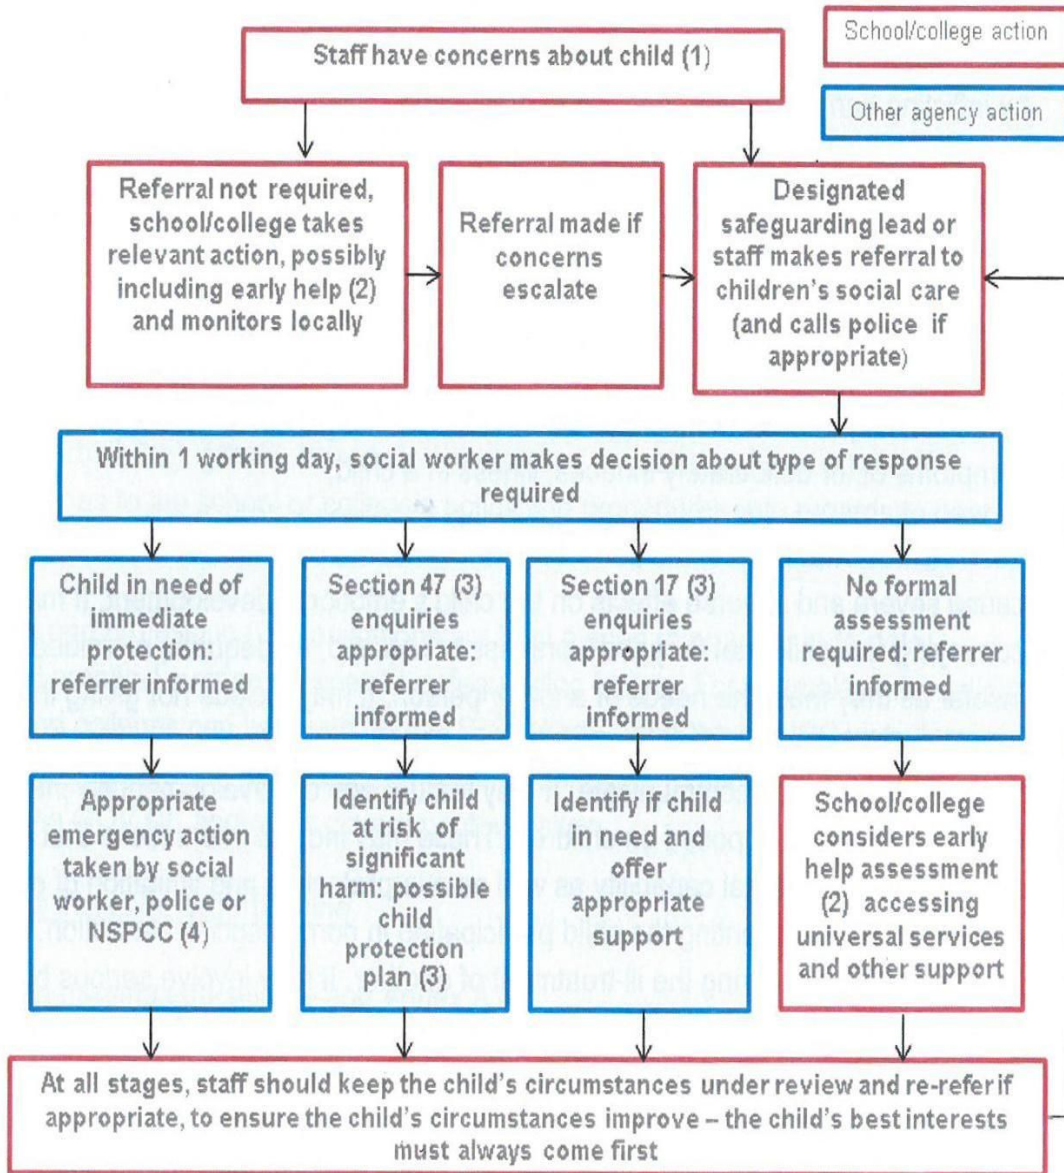 School/college action
Staff have concerns about child (1)
Other agency action
Referral not required,
school/college takes
relevant action, possibly
including early help (2)
and monitors locally
Referral made if
concerns
escalate
Designated
safeguarding lead or
staff makes referral to
children's social care
(and calls police if
appropriate)
Within 1 working day, social worker makes decision about type of response
required
Child in need of
immediate
protection:
referrer informed
Section 47 (3)
enquiries
appropriate:
referrer
informed
Section 17 (3)
enquiries
appropriate:
referrer
informed
No formal
assessment
required: referrer
informed
Appropriate
emergency action
taken by social
worker, police or
NSPCC (4)
Identify child
at risk of
significant
harm: possible
child
protection
plan (3)
Identify if child
in need and
offer
appropriate
support
School/college
considers early
help assessment
(2) accessing
universal services
and other support
At all stages, staff should keep the child's circumstances under review and re-refer if
appropriate, to ensure the child's circumstances improve – the child's best interests
must always come first